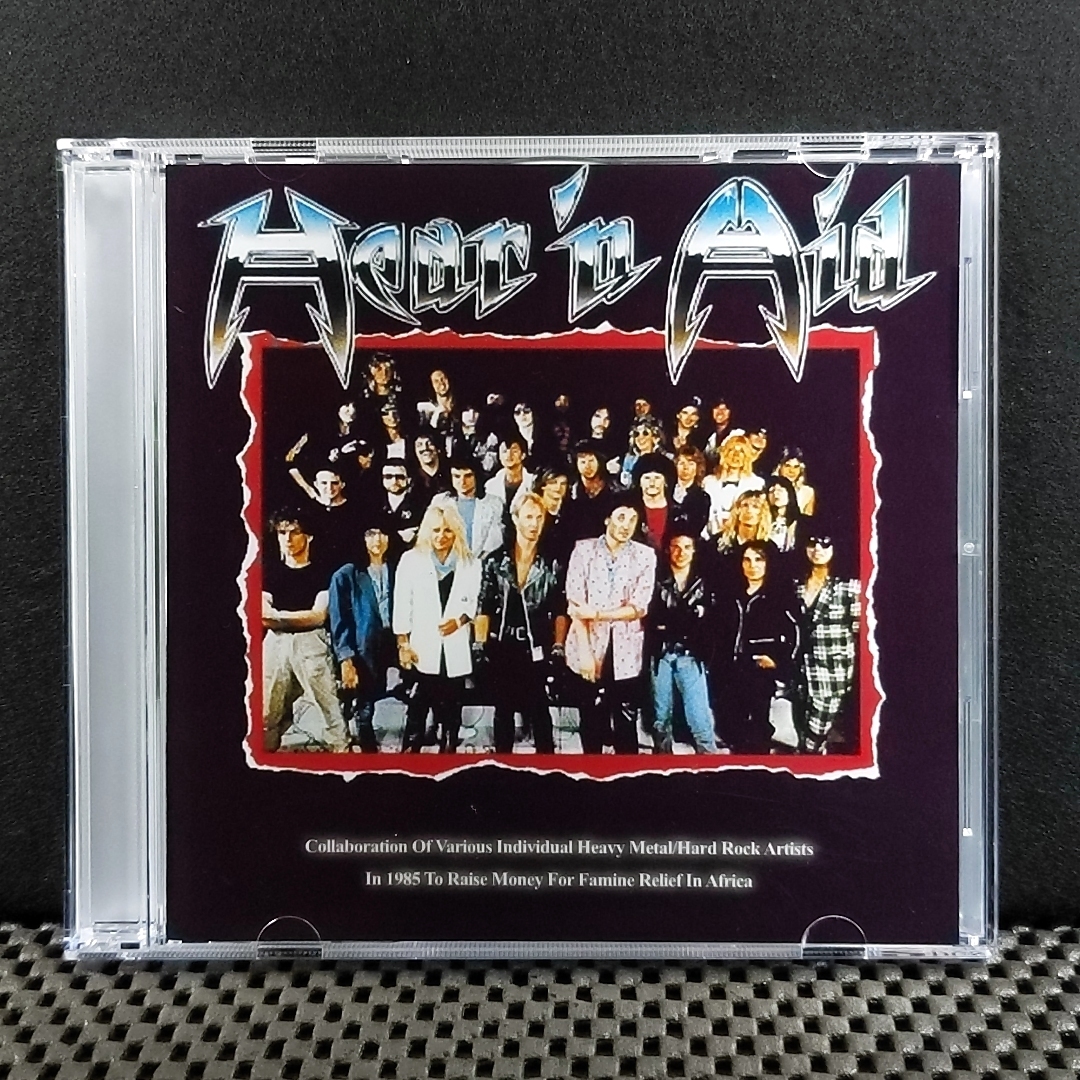 Hear 'n Aid
Collaboration Of Various Individual Heavy Metal/Hard Rock Artists
In 1985 To Raise Money For Famine Relief In Africa